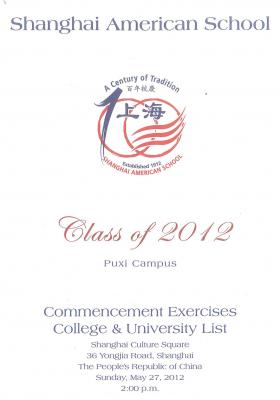 Shanghai American School
A Century of Tradition
百年校慶
上海
Established 1912
SHANGHAI AMERICAN SCHOOL
Class of 2012
Puxi Campus
Commencement Exercises
College & University List
Shanghai Culture Square
36 Yongjia Road, Shanghai
The People's Republic of China
Sunday, May 27, 2012
2:00 p.m.